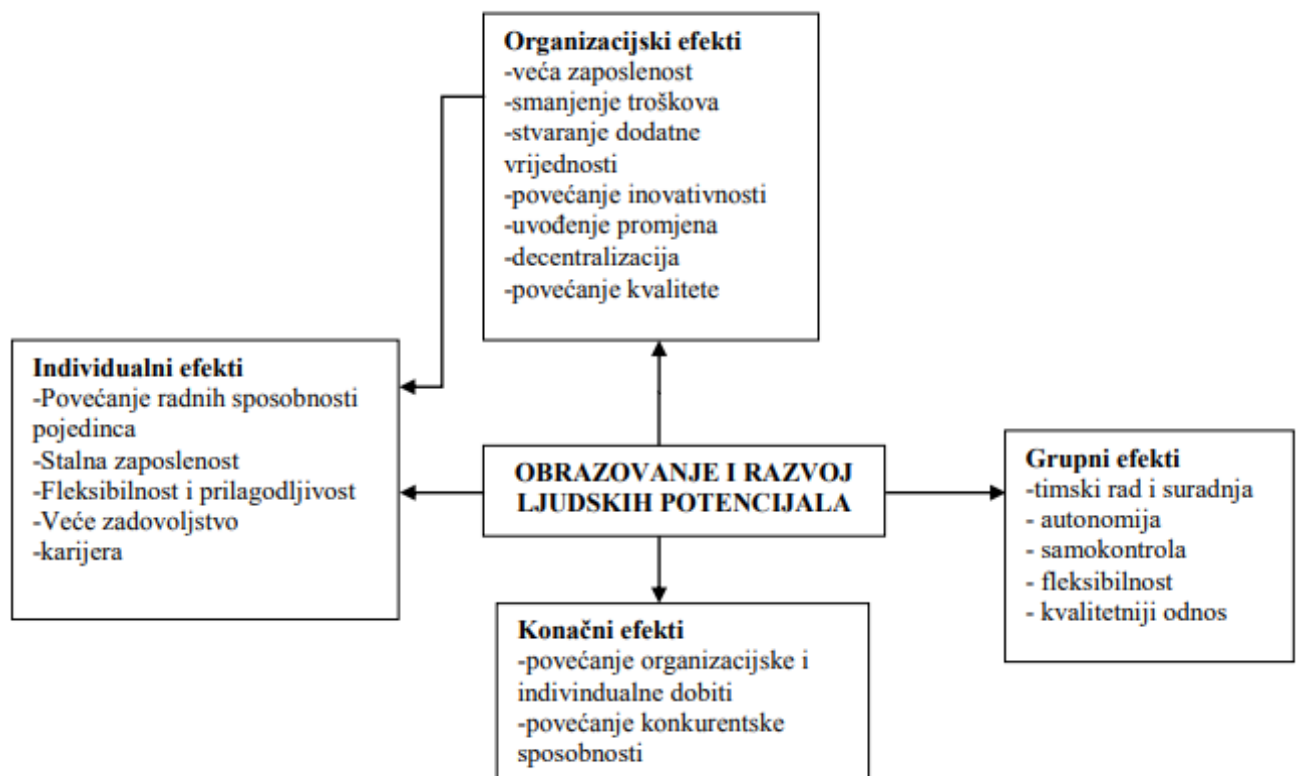 Organizacijski efekti
-veća zaposlenost
-smanjenje troškova
-stvaranje dodatne
vrijednosti
-povećanje inovativnosti
-uvođenje promjena
-decentralizacija
-povećanje kvalitete
Individualni efekti
-Povećanje radnih sposobnosti
pojedinca
-Stalna zaposlenost
-Fleksibilnost i prilagodljivost
-Veće zadovoljstvo
-karijera
OBRAZOVANJE I RAZVOJ
LJUDSKIH POTENCIJALA
Grupni efekti
-timski rad i suradnja
- autonomija
- samokontrola
- fleksibilnost
- kvalitetniji odnos
Konačni efekti
-povećanje organizacijske i
indivindualne dobiti
-povećanje konkurentske
sposobnosti